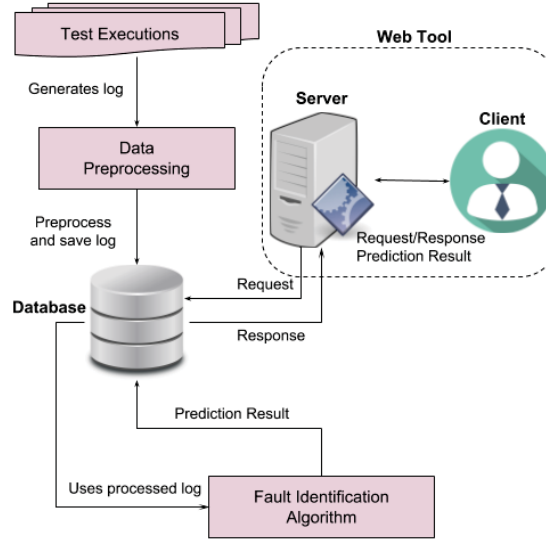 Test Executions
Web Tool
Generates log
Server
Client
Data
Preprocessing
Preprocess
and save log
Request/Response
Prediction Result
Request
Database
Response
Prediction Result
Uses processed log
Fault Identification
Algorithm